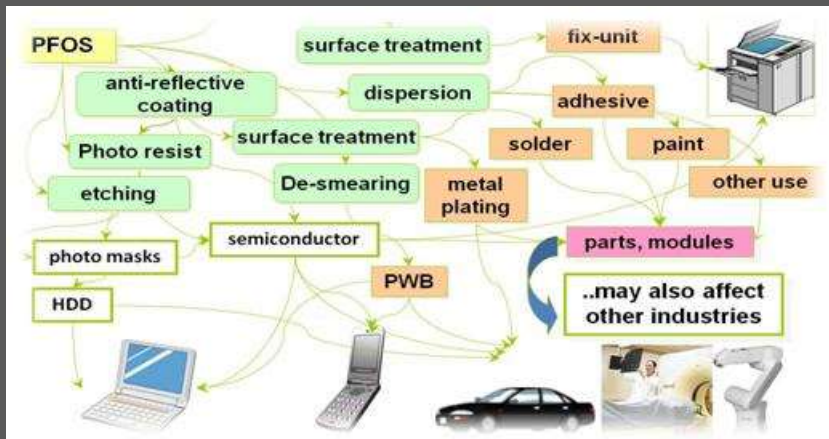 PFOS
surface treatment
fix-unit
anti-reflective
coating
dispersion
adhesive
Photo resist
surface treatment
solder
paint
etching
De-smearing
metal
plating
other use
photo masks
semiconductor
parts, modules
HDD
PWB
..may also affect
other industries